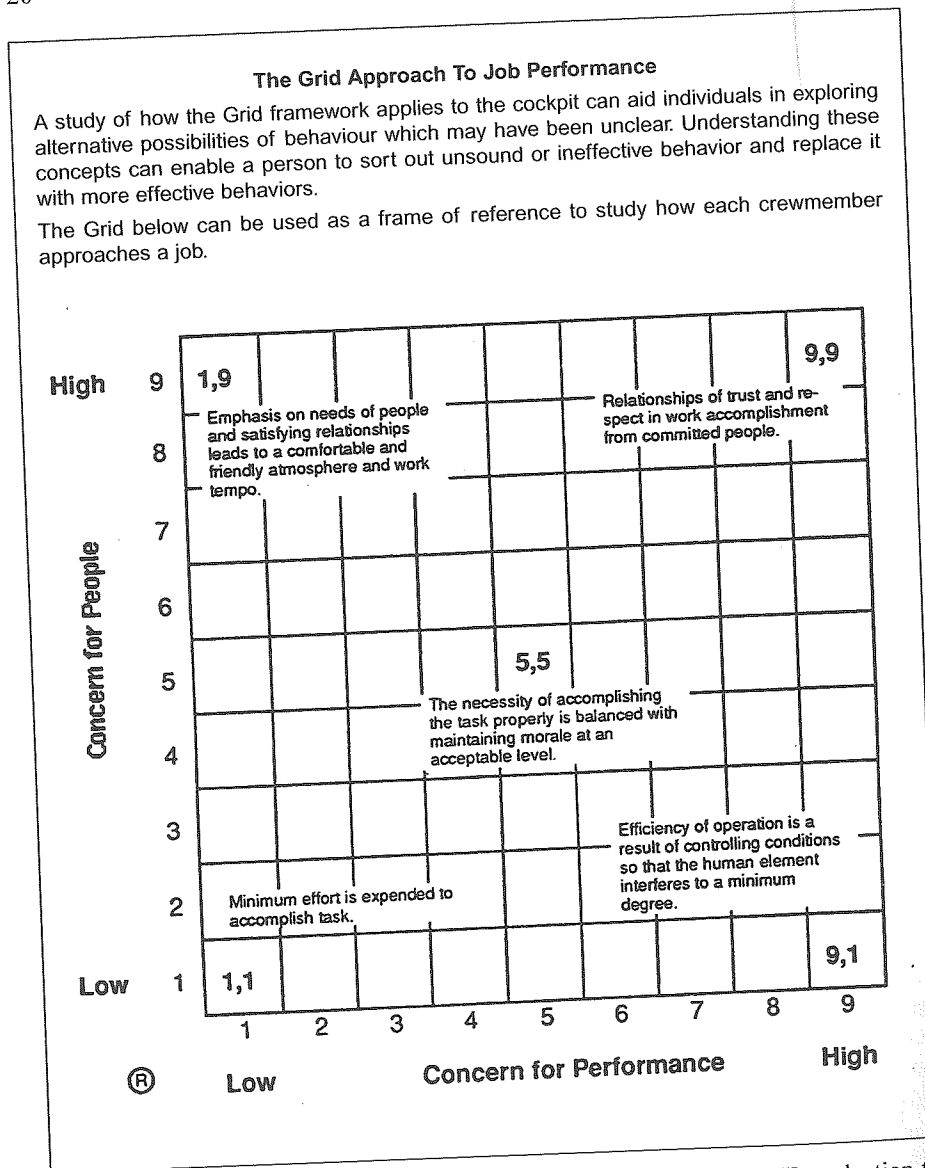 The Grid Approach To Job Performance
A study of how the Grid framework applies to the cockpit can aid individuals in exploring
alternative possibilities of behaviour which may have been unclear. Understanding these
concepts can enable a person to sort out unsound or ineffective behavior and replace it
with more effective behaviors.
The Grid below can be used as a frame of reference to study how each crewmember
approaches a job.
High 9 1,9 9,9
Emphasis on needs of people
and satisfying relationships
leads to a comfortable and
friendly atmosphere and work
tempo.
Relationships of trust and re-
spect in work accomplishment
from committed people.
8
7
6
Concern for People
5,5
5
The necessity of accomplishing
the task properly is balanced with
maintaining morale at an
acceptable level.
4
3
Efficiency of operation is a
result of controlling conditions
so that the human element
interferes to a minimum
degree.
2
Minimum effort is expended to
accomplish task.
Low 1 1,1 9,1
1 2 3 4 5 6 7 8 9
® Low Concern for Performance High